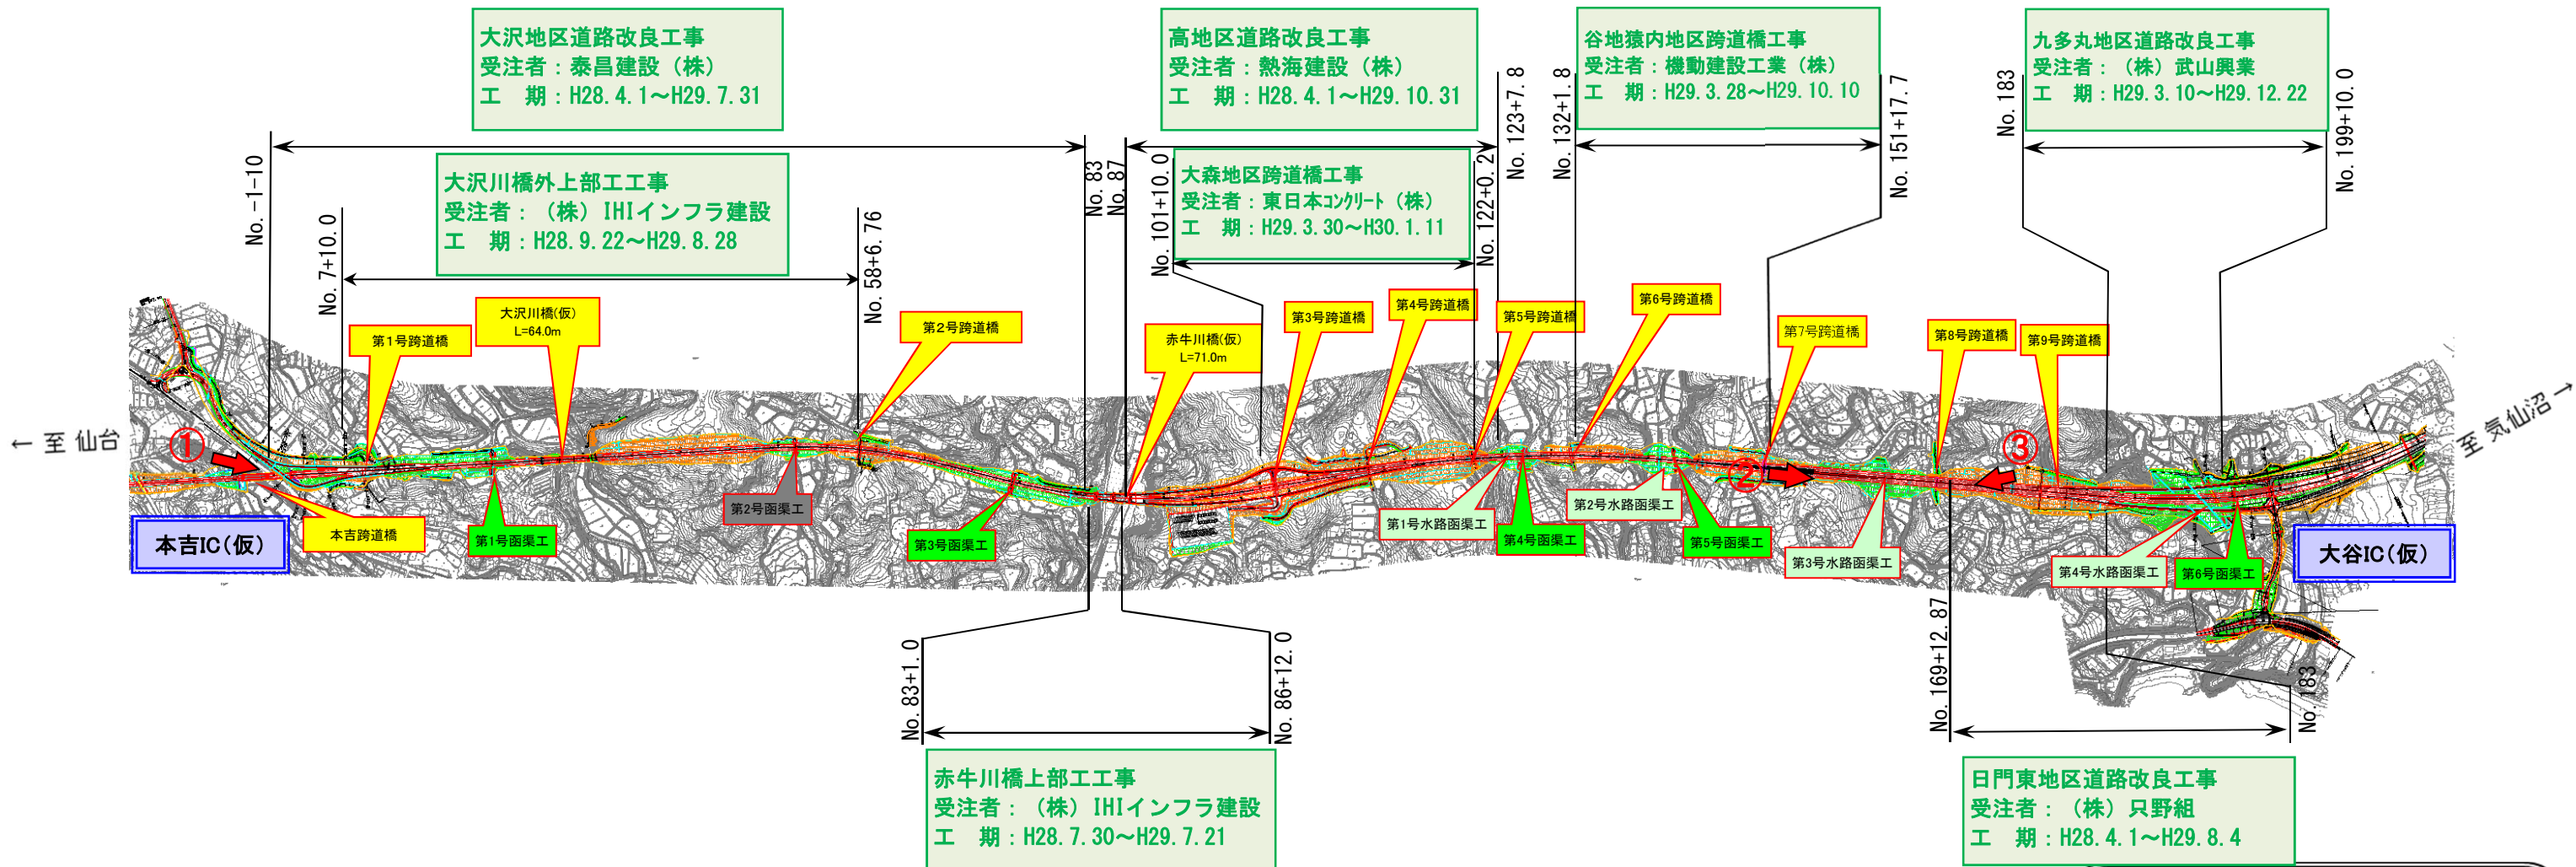 大沢地区道路改良工事
受注者：泰昌建設（株）
工　期：H28.4.1～H29.7.31
高地区道路改良工事
受注者：熱海建設（株）
工　期：H28.4.1～H29.10.31
谷地猿内地区跨道橋工事
受注者：機動建設工業（株）
工　期：H29.3.28～H29.10.10
九多丸地区道路改良工事
受注者：（株）武山興業
工　期：H29.3.10～H29.12.22
大沢川橋外上部工工事
受注者：（株）IHIインフラ建設
工　期：H28.9.22～H29.8.28
大森地区跨道橋工事
受注者：東日本コンクリート（株）
工　期：H29.3.30～H30.1.11
No.-1-10
No.7+10.0
No.58+6.76
No.83
No.87
No.101+10.0
No.122+0.2
No.123+7.8
No.132+1.8
No.151+17.7
No.183
No.199+10.0
第1号跨道橋
大沢川橋(仮)
L=64.0m
第2号跨道橋
赤牛川橋(仮)
L=71.0m
第3号跨道橋
第4号跨道橋
第5号跨道橋
第6号跨道橋
第7号跨道橋
第8号跨道橋
第9号跨道橋
← 至 仙台
至 気仙沼 →
①
②
③
本吉IC(仮)
本吉跨道橋
第1号函渠工
第2号函渠工
第3号函渠工
第1号水路函渠工
第4号函渠工
第2号水路函渠工
第5号函渠工
第3号水路函渠工
第4号水路函渠工
第6号函渠工
大谷IC(仮)
No.83+1.0
No.86+12.0
No.169+12.87
No.183
赤牛川橋上部工工事
受注者：（株）IHIインフラ建設
工　期：H28.7.30～H29.7.21
日門東地区道路改良工事
受注者：（株）只野組
工　期：H28.4.1～H29.8.4